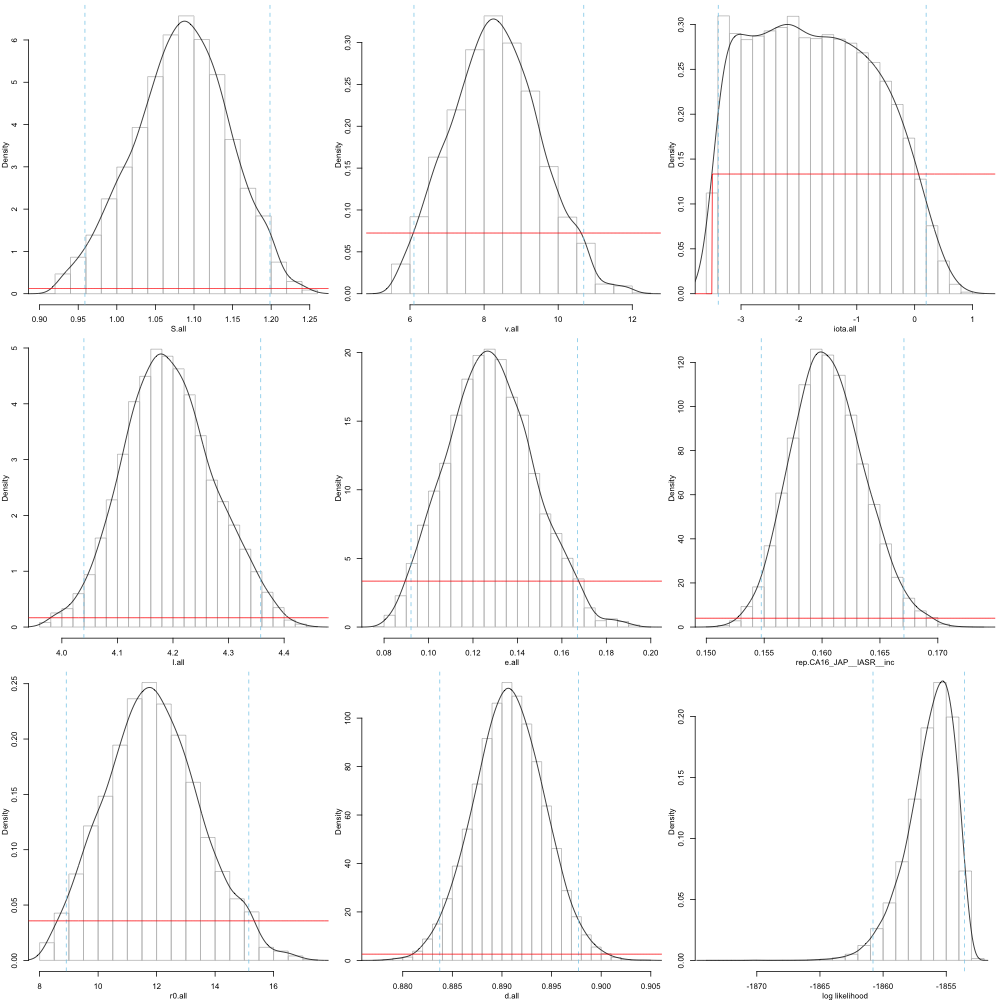 Density
0 1 2 3 4 5 6
0.90 0.95 1.00 1.05 1.10 1.15 1.20 1.25
S.all
Density
0.00 0.05 0.10 0.15 0.20 0.25 0.30
6 8 10 12
v.all
Density
0.00 0.05 0.10 0.15 0.20 0.25 0.30
-3 -2 -1 0 1
iota.all
Density
0 1 2 3 4 5
4.0 4.1 4.2 4.3 4.4
l.all
Density
0 5 10 15 20
0.08 0.10 0.12 0.14 0.16 0.18 0.20
e.all
Density
0 20 40 60 80 100 120
0.150 0.155 0.160 0.165 0.170
rep.CA16_JAP__IASR__inc
Density
0.00 0.05 0.10 0.15 0.20 0.25
8 10 12 14 16
r0.all
Density
0 20 40 60 80 100
0.880 0.885 0.890 0.895 0.900 0.905
d.all
Density
0.00 0.05 0.10 0.15 0.20
-1870 -1865 -1860 -1855
log likelihood